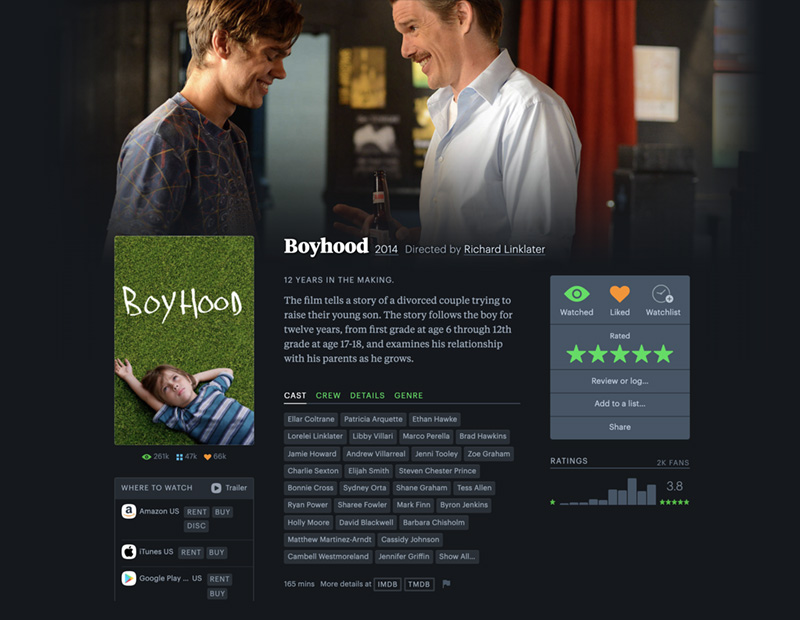 Boyhood 2014 Directed by Richard Linklater
BOYHOOD
261k 47k 66k
WHERE TO WATCH Trailer
Amazon US RENT BUY
DISC
iTunes US RENT BUY
Google Play ... US RENT
BUY
12 YEARS IN THE MAKING.
The film tells a story of a divorced couple trying to
raise their young son. The story follows the boy for
twelve years, from first grade at age 6 through 12th
grade at age 17-18, and examines his relationship
with his parents as he grows.
CAST CREW DETAILS GENRE
Ellar Coltrane Patricia Arquette Ethan Hawke
Lorelei Linklater Libby Villari Marco Perella Brad Hawkins
Jamie Howard Andrew Villarreal Jenni Tooley Zoe Graham
Charlie Sexton Elijah Smith Steven Chester Prince
Bonnie Cross Sydney Orta Shane Graham Tess Allen
Ryan Power Sharee Fowler Mark Finn Byron Jenkins
Holly Moore David Blackwell Barbara Chisholm
Matthew Martinez-Arndt Cassidy Johnson
Cambell Westmoreland Jennifer Griffin Show All...
165 mins More details at IMDB TMDB
Watched Liked Watchlist
Rated
Review or log...
Add to a list...
Share
RATINGS 2K FANS
3.8